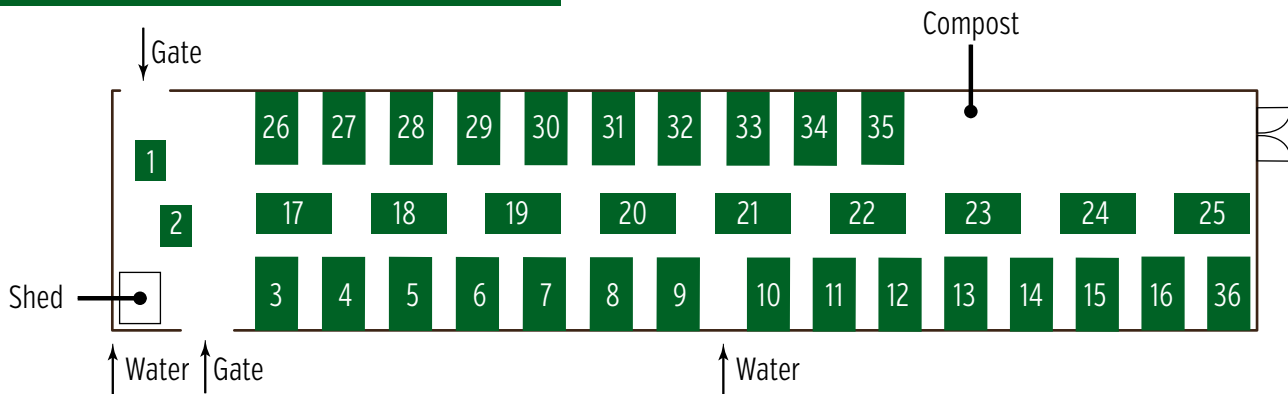 Compost
Gate
26 27 28 29 30 31 32 33 34 35
1
17 18 19 20 21 22 23 24 25
2
3 4 5 6 7 8 9 10 11 12 13 14 15 16 36
Shed
Water Gate Water